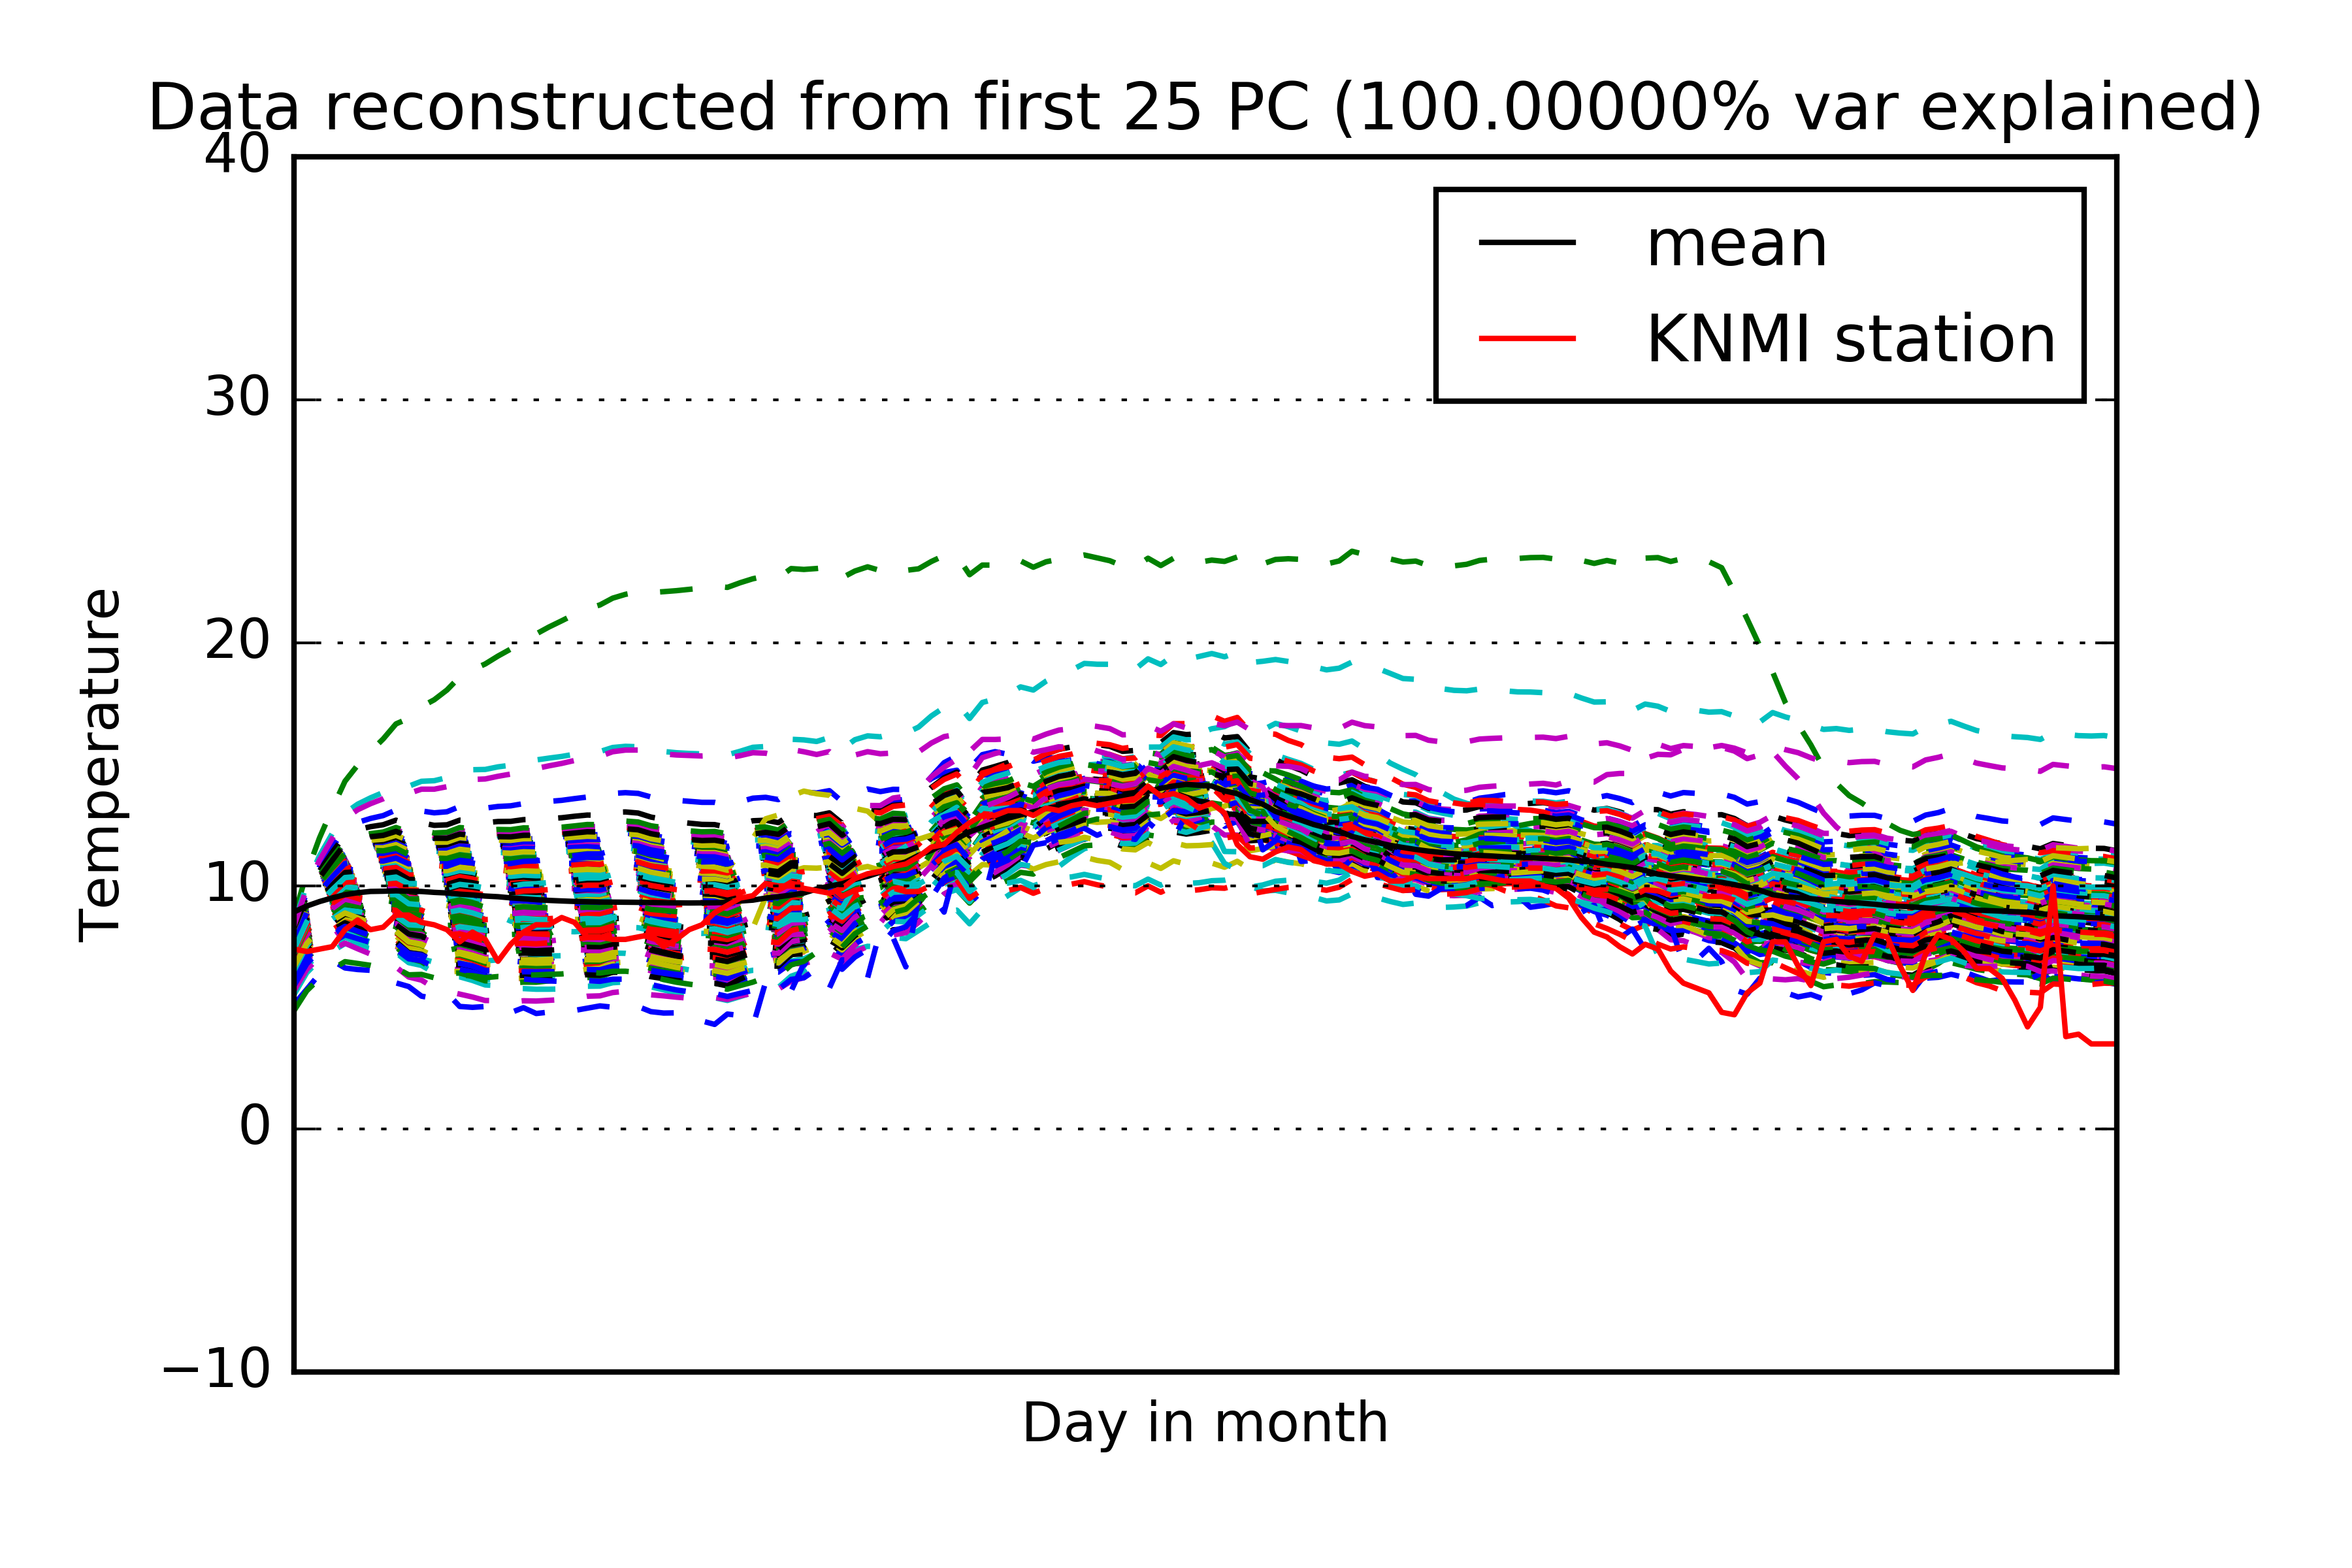 Data reconstructed from first 25 PC (100.00000% var explained)
40
mean
KNMI station
30
20
10
0
−10
Temperature
Day in month